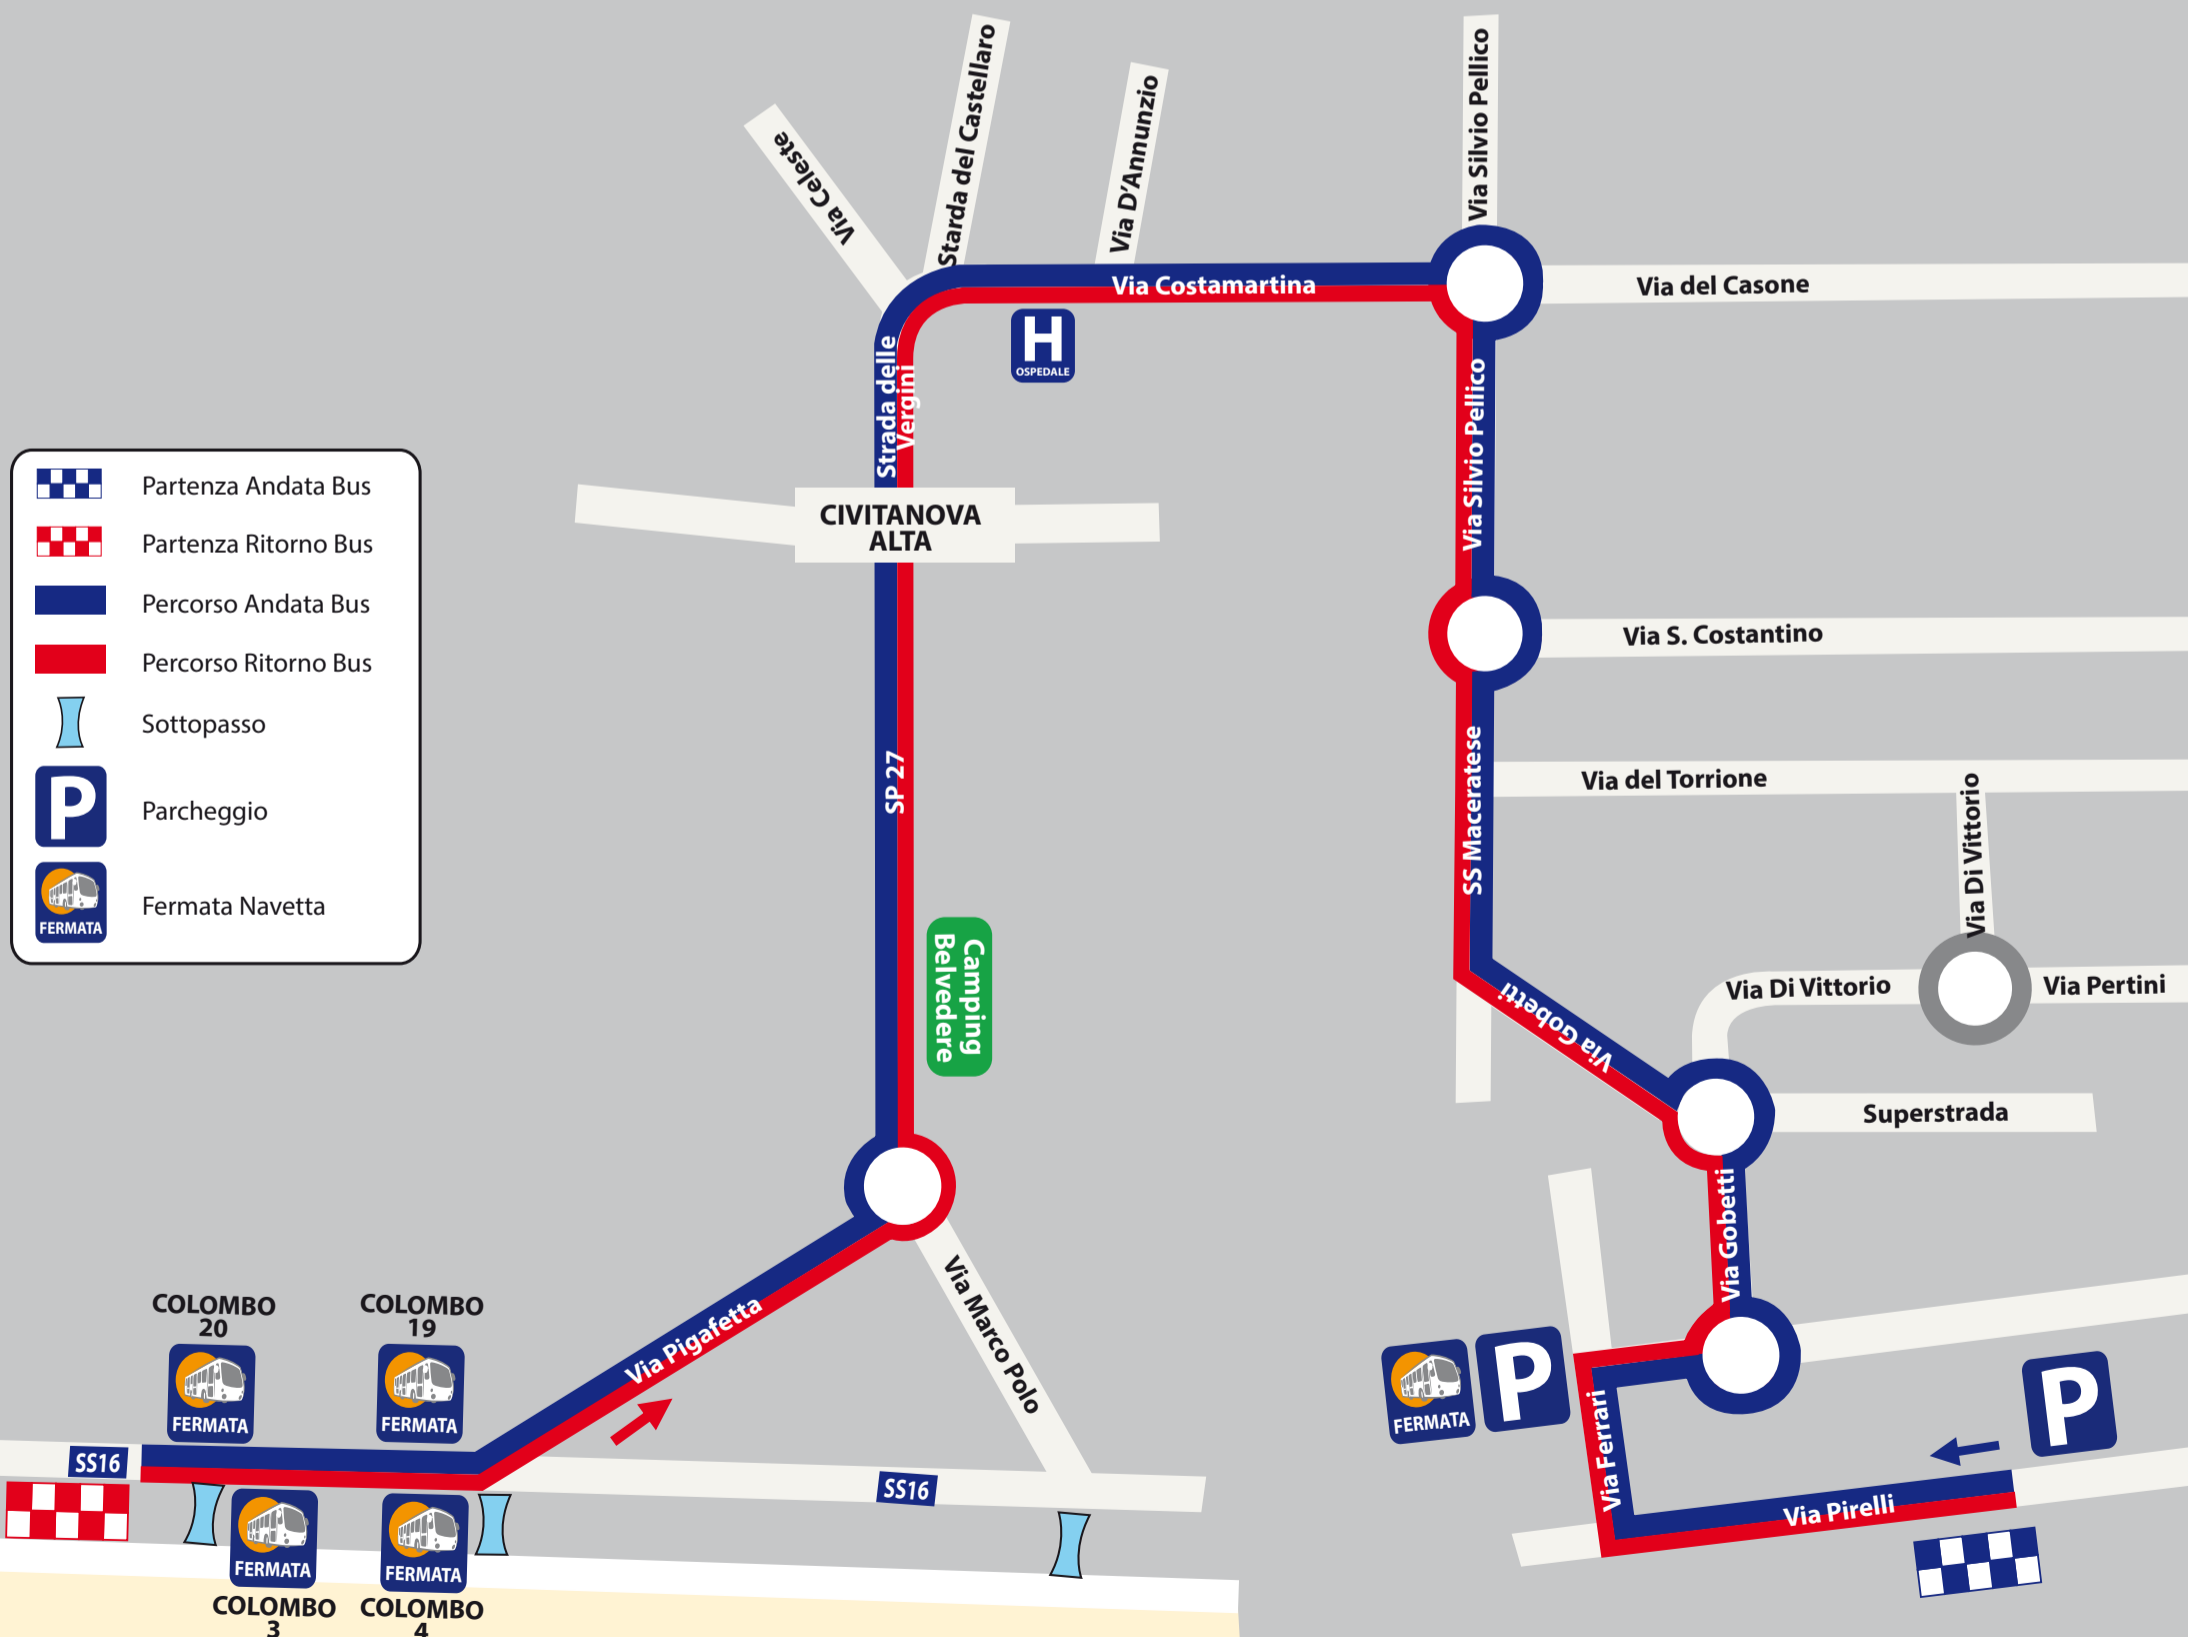 Via Celeste
Starda del Castellaro
Via D'Annunzio
Via Silvio Pellico
Via Costamartina
Via del Casone
H
OSPEDALE
Strada delle
Vergini
Via Silvio Pellico
CIVITANOVA
ALTA
Partenza Andata Bus
Partenza Ritorno Bus
Percorso Andata Bus
Percorso Ritorno Bus
Sottopasso
P
Parcheggio
FERMATA
Fermata Navetta
Via S. Costantino
SP 27
SS Maceratese
Via del Torrione
Via Di Vittorio
Camping
Belvedere
Via Gobetti
Via Di Vittorio
Via Pertini
Superstrada
Via Gobetti
Via Marco Polo
Via Pigafetta
COLOMBO
20
FERMATA
COLOMBO
19
FERMATA
SS16
SS16
FERMATA
COLOMBO
3
FERMATA
COLOMBO
4
FERMATA
P
Via Ferrari
P
Via Pirelli